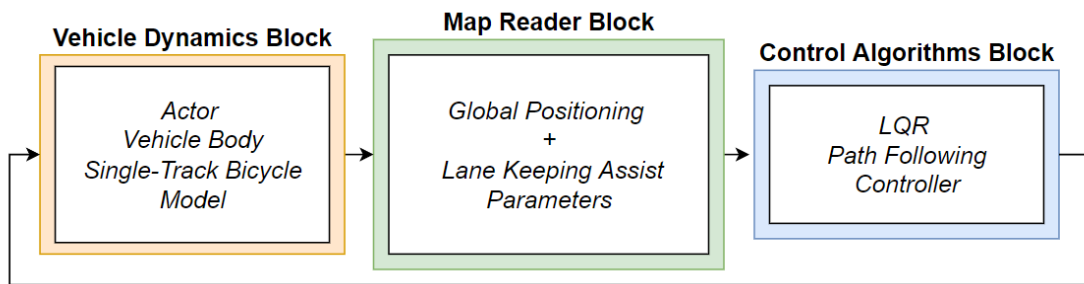 Vehicle Dynamics Block
Actor
Vehicle Body
Single-Track Bicycle
Model
Map Reader Block
Global Positioning
+
Lane Keeping Assist
Parameters
Control Algorithms Block
LQR
Path Following
Controller